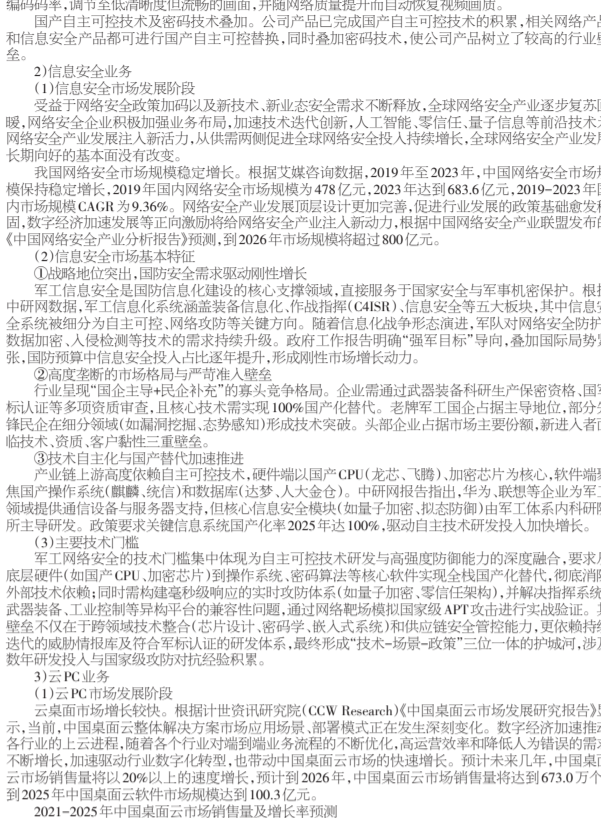 编码码率,调节至低清晰度但流畅的画面,并随网络质量提升而自动恢复视频画质。
国产自主可控技术及密码技术叠加。公司产品已完成国产自主可控技术的积累,相关网络产品
和信息安全产品都可进行国产自主可控替换,同时叠加密码技术,使公司产品树立了较高的行业壁
垒。
2)信息安全业务
(1)信息安全市场发展阶段
受益于网络安全政策加码以及新技术、新业态安全需求不断释放,全球网络安全产业逐步复苏回
暖,网络安全企业积极加强业务布局,加速技术迭代创新,人工智能、零信任、量子信息等前沿技术为
网络安全产业发展注入新活力,从供需两侧促进全球网络安全投入持续增长,全球网络安全产业发展
长期向好的基本面没有改变。
我国网络安全市场规模稳定增长。根据艾媒咨询数据,2019年至2023年,中国网络安全市场规
模保持稳定增长,2019年国内网络安全市场规模为478亿元,2023年达到683.6亿元,2019-2023年国
内市场规模CAGR为9.36%。网络安全产业发展顶层设计更加完善,促进行业发展的政策基础愈发稳
固,数字经济加速发展等正向激励将给网络安全产业注入新动力,根据中国网络安全产业联盟发布的
《中国网络安全产业分析报告》预测,到2026年市场规模将超过800亿元。
(2)信息安全市场基本特征
①战略地位突出,国防安全需求驱动刚性增长
军工信息安全是国防信息化建设的核心支撑领域,直接服务于国家安全与军事机密保护。根据
中研网数据,军工信息化系统涵盖装备信息化、作战指挥(C4ISR)、信息安全等五大板块,其中信息安
全系统被细分为自主可控、网络攻防等关键方向。随着信息化战争形态演进,军队对网络安全防护、
数据加密、入侵检测等技术的需求持续升级。政府工作报告明确“强军目标”导向,叠加国际局势紧
张,国防预算中信息安全投入占比逐年提升,形成刚性市场增长动力。
②高度垄断的市场格局与严苛准入壁垒
行业呈现“国企主导+民企补充”的寡头竞争格局。企业需通过武器装备科研生产保密资格、国军
标认证等多项资质审查,且核心技术需实现100%国产化替代。老牌军工国企占据主导地位,部分先
锋民企在细分领域(如漏洞挖掘、态势感知)形成技术突破。头部企业占据市场主要份额,新进入者面
临技术、资质、客户黏性三重壁垒。
③技术自主化与国产替代加速推进
产业链上游高度依赖自主可控技术,硬件端以国产CPU(龙芯、飞腾)、加密芯片为核心,软件端聚
焦国产操作系统(麒麟、统信)和数据库(达梦、人大金仓)。中研网报告指出,华为、联想等企业为军工
领域提供通信设备与服务器支持,但核心信息安全模块(如量子加密、拟态防御)由军工体系内科研院
所主导研发。政策要求关键信息系统国产化率2025年达100%,驱动自主技术研发投入加快增长。
(3)主要技术门槛
军工网络安全的技术门槛集中体现为自主可控技术研发与高强度防御能力的深度融合,要求从
底层硬件(如国产CPU、加密芯片)到操作系统、密码算法等核心软件实现全栈国产化替代,彻底消除
外部技术依赖;同时需构建毫秒级响应的实时攻防体系(如量子加密、零信任架构),并解决指挥系统、
武器装备、工业控制等异构平台的兼容性问题,通过网络靶场模拟国家级APT攻击进行实战验证。其
壁垒不仅在于跨领域技术整合(芯片设计、密码学、嵌入式系统)和供应链安全管控能力,更依赖持续
迭代的威胁情报库及符合军标认证的研发体系,最终形成“技术-场景-政策”三位一体的护城河,涉及
数年研发投入与国家级攻防对抗经验积累。
3)云PC业务
(1)云PC市场发展阶段
云桌面市场增长较快。根据计世资讯研究院(CCW Research)《中国桌面云市场发展研究报告》显
示,当前,中国桌面云整体解决方案市场应用场景、部署模式正在发生深刻变化。数字经济加速推动
各行业的上云进程,随着各个行业对端到端业务流程的不断优化,高运营效率和降低人为错误的需求
不断增长,加速驱动行业数字化转型,也带动中国桌面云市场的快速增长。预计未来几年,中国桌面
云市场销售量将以20%以上的速度增长,预计到2026年,中国桌面云市场销售量将达到673.0万个,
到2025年中国桌面云软件市场规模达到100.3亿元。
2021-2025年中国桌面云市场销售量及增长率预测